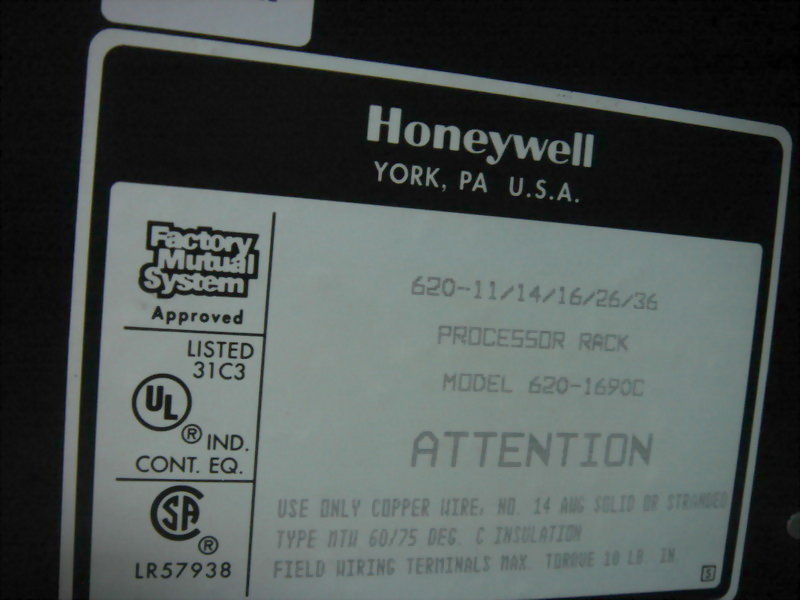 Honeywell
YORK, PA U.S.A.
Factory
Mutual
System
Approved
LISTED
31C3
UL
® IND.
CONT. EQ.
SA
®
LR57938
620-11/14/16/26/36
PROCESSOR RACK
MODEL 620-1690C
ATTENTION
USE ONLY COPPER WIRE, NO. 14 AWG SOLID OR STRANDED
TYPE MTW 60/75 DEG. C INSULATION
FIELD WIRING TERMINALS MAX. TORQUE 10 LB. IN.
S